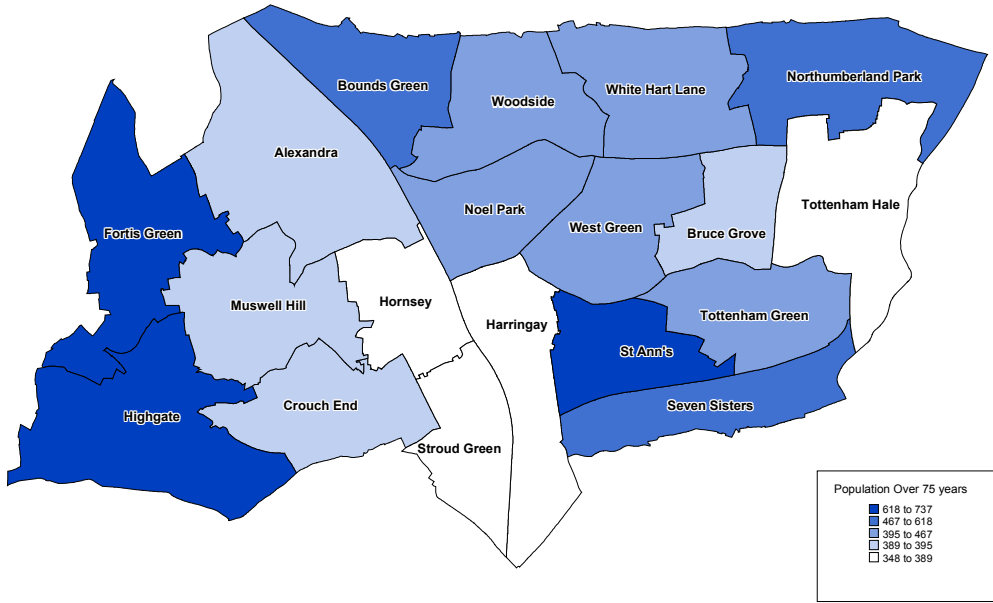 Northumberland Park
Bounds Green
White Hart Lane
Woodside
Alexandra
Tottenham Hale
Noel Park
West Green
Fortis Green
Bruce Grove
Hornsey
Muswell Hill
Tottenham Green
Harringay
St Ann's
Crouch End
Seven Sisters
Highgate
Stroud Green
Population Over 75 years
618 to 737
467 to 618
395 to 467
389 to 395
348 to 389